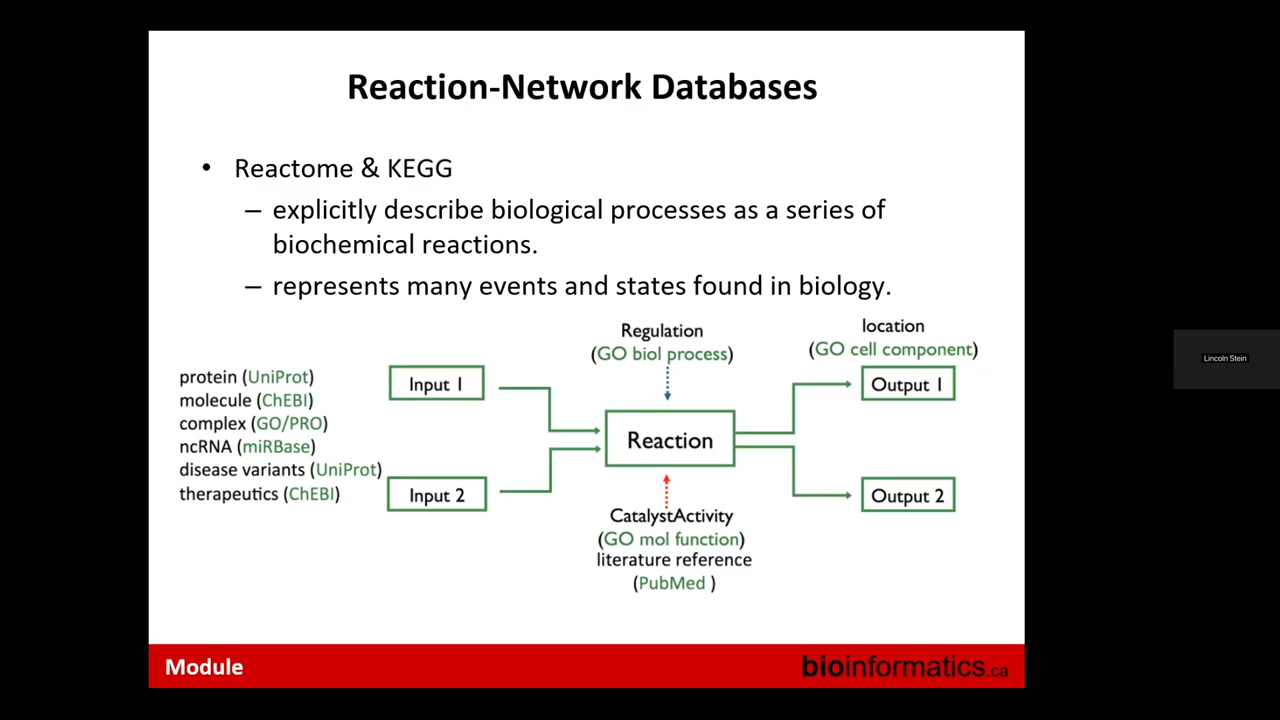 Reaction-Network Databases
• Reactome & KEGG
– explicitly describe biological processes as a series of
biochemical reactions.
– represents many events and states found in biology.
protein (UniProt)
molecule (ChEBI)
complex (GO/PRO)
ncRNA (miRBase)
disease variants (UniProt)
therapeutics (ChEBI)
Input 1
Input 2
Regulation
(GO biol process)
Reaction
CatalystActivity
(GO mol function)
literature reference
(PubMed )
location
(GO cell component)
Output 1
Output 2
Lincoln Stein
Module
bioinformatics.ca